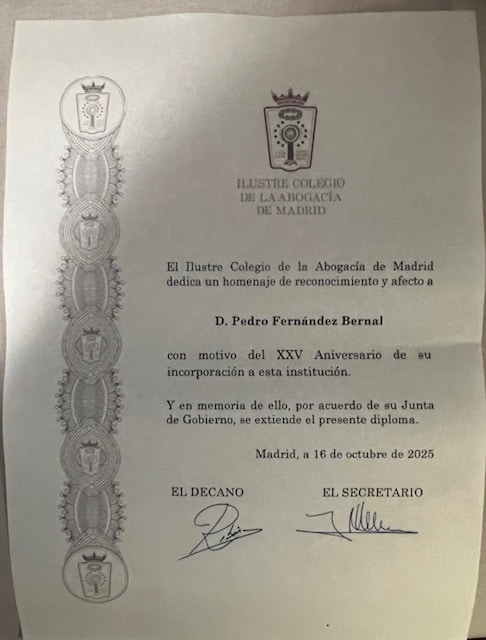 ILUSTRE COLEGIO
DE LA ABOGACÍA
DE MADRID
El Ilustre Colegio de la Abogacía de Madrid
dedica un homenaje de reconocimiento y afecto a
D. Pedro Fernández Bernal
con motivo del XXV Aniversario de su
incorporación a esta institución.
Y en memoria de ello, por acuerdo de su Junta
de Gobierno, se extiende el presente diploma.
Madrid, a 16 de octubre de 2025
EL DECANO EL SECRETARIO